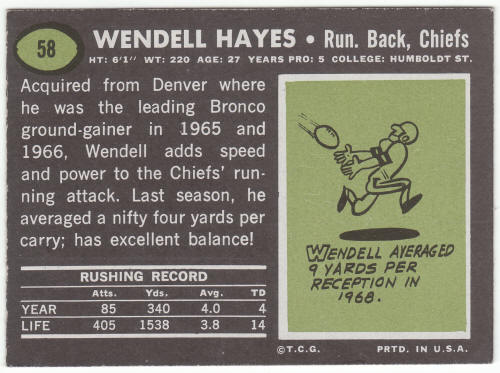 58
WENDELL HAYES • Run. Back, Chiefs
HT: 6'1" WT: 220 AGE: 27 YEARS PRO: 5 COLLEGE: HUMBOLDT ST.
Acquired from Denver where
he was the leading Bronco
ground-gainer in 1965 and
1966, Wendell adds speed
and power to the Chiefs' run-
ning attack. Last season, he
averaged a nifty four yards per
carry; has excellent balance!
RUSHING RECORD
Atts. Yds. Avg. TD
YEAR 85 340 4.0 4
LIFE 405 1538 3.8 14
WENDELL AVERAGED
9 YARDS PER
RECEPTION IN
1968.
©T.C.G. PRTD. IN U.S.A.